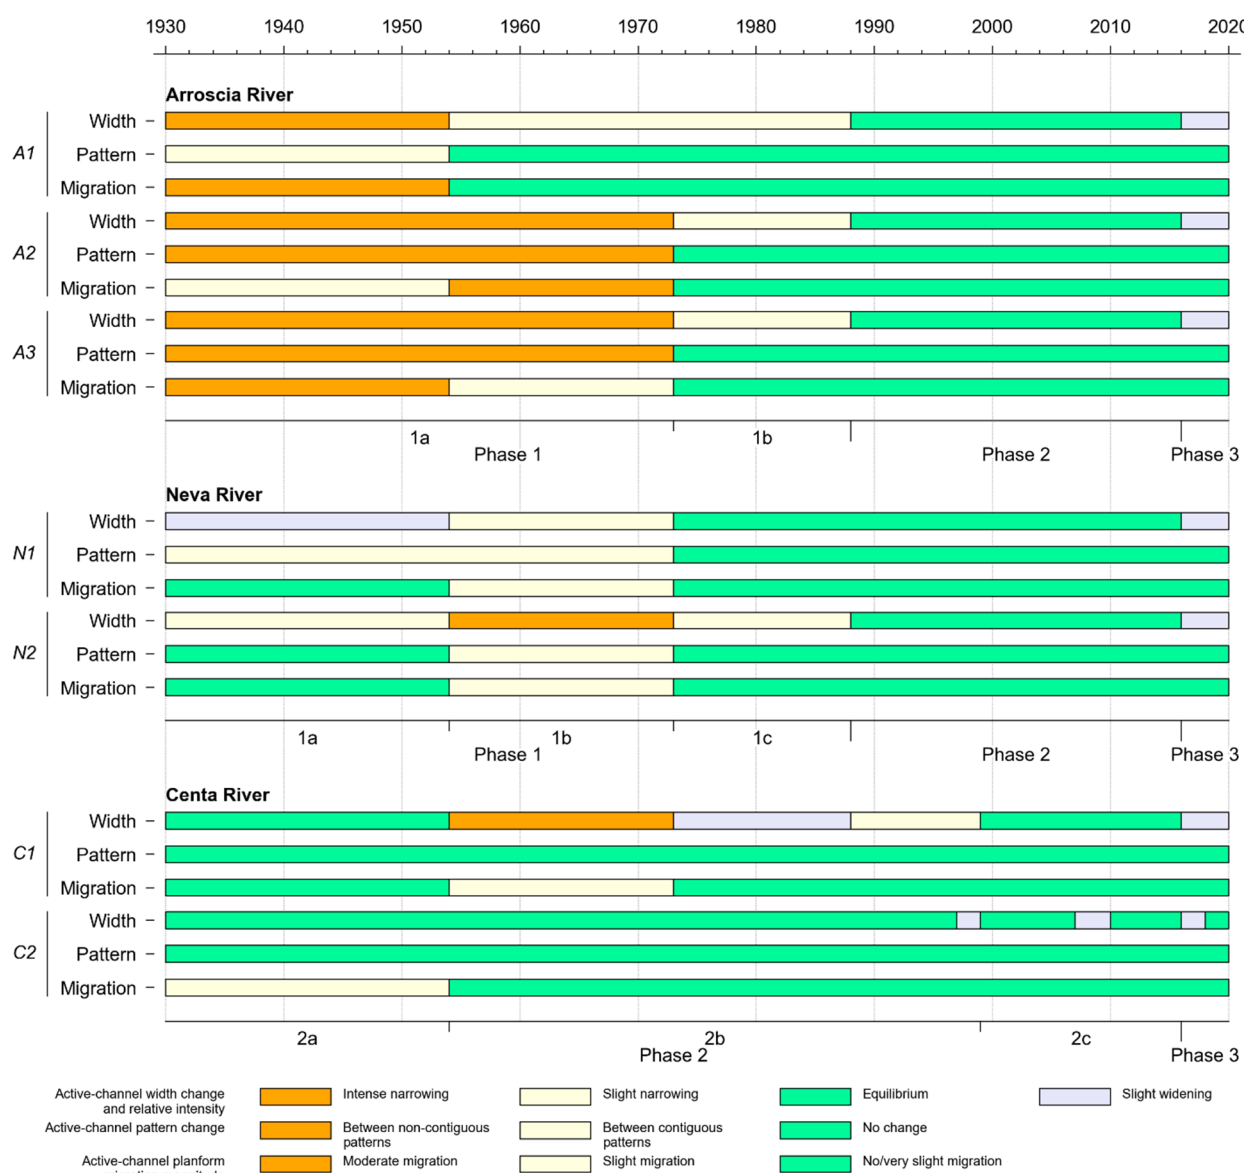 1930 1940 1950 1960 1970 1980 1990 2000 2010 2020
Arroscia River
Width
A1 Pattern
Migration
Width
A2 Pattern
Migration
Width
A3 Pattern
Migration
1a 1b
Phase 1 Phase 2 Phase 3
Neva River
Width
N1 Pattern
Migration
Width
N2 Pattern
Migration
1a 1b 1c
Phase 1 Phase 2 Phase 3
Centa River
Width
C1 Pattern
Migration
Width
C2 Pattern
Migration
2a 2b 2c
Phase 2 Phase 3
Active-channel width change Intense narrowing Slight narrowing Equilibrium Slight widening
and relative intensity
Active-channel pattern change Between non-contiguous Between contiguous No change
patterns patterns
Active-channel planform Moderate migration Slight migration No/very slight migration